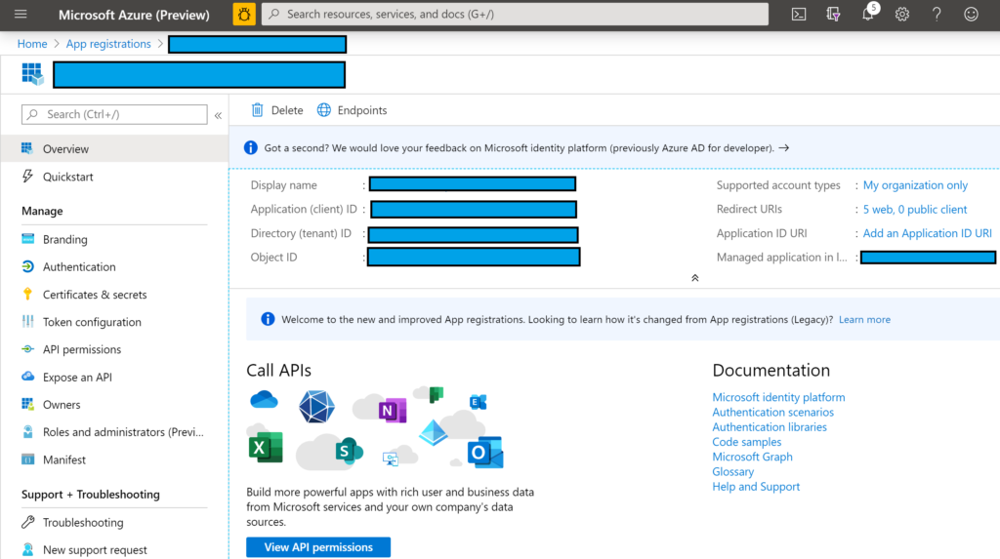 Microsoft Azure (Preview)
Search resources, services, and docs (G+/)
5
Home > App registrations >
Search (Ctrl+/)
«
Overview
Quickstart
Manage
Branding
Authentication
Certificates & secrets
Token configuration
API permissions
Expose an API
Owners
Roles and administrators (Previ...
Manifest
Support + Troubleshooting
Troubleshooting
New support request
Delete
Endpoints
Got a second? We would love your feedback on Microsoft identity platform (previously Azure AD for developer). →
Display name :
Application (client) ID :
Directory (tenant) ID :
Object ID :
Supported account types : My organization only
Redirect URIs : 5 web, 0 public client
Application ID URI : Add an Application ID URI
Managed application in l... :
Welcome to the new and improved App registrations. Looking to learn how it's changed from App registrations (Legacy)? Learn more
Call APIs
N
E
X
S
O
Build more powerful apps with rich user and business data
from Microsoft services and your own company's data
sources.
View API permissions
Documentation
Microsoft identity platform
Authentication scenarios
Authentication libraries
Code samples
Microsoft Graph
Glossary
Help and Support